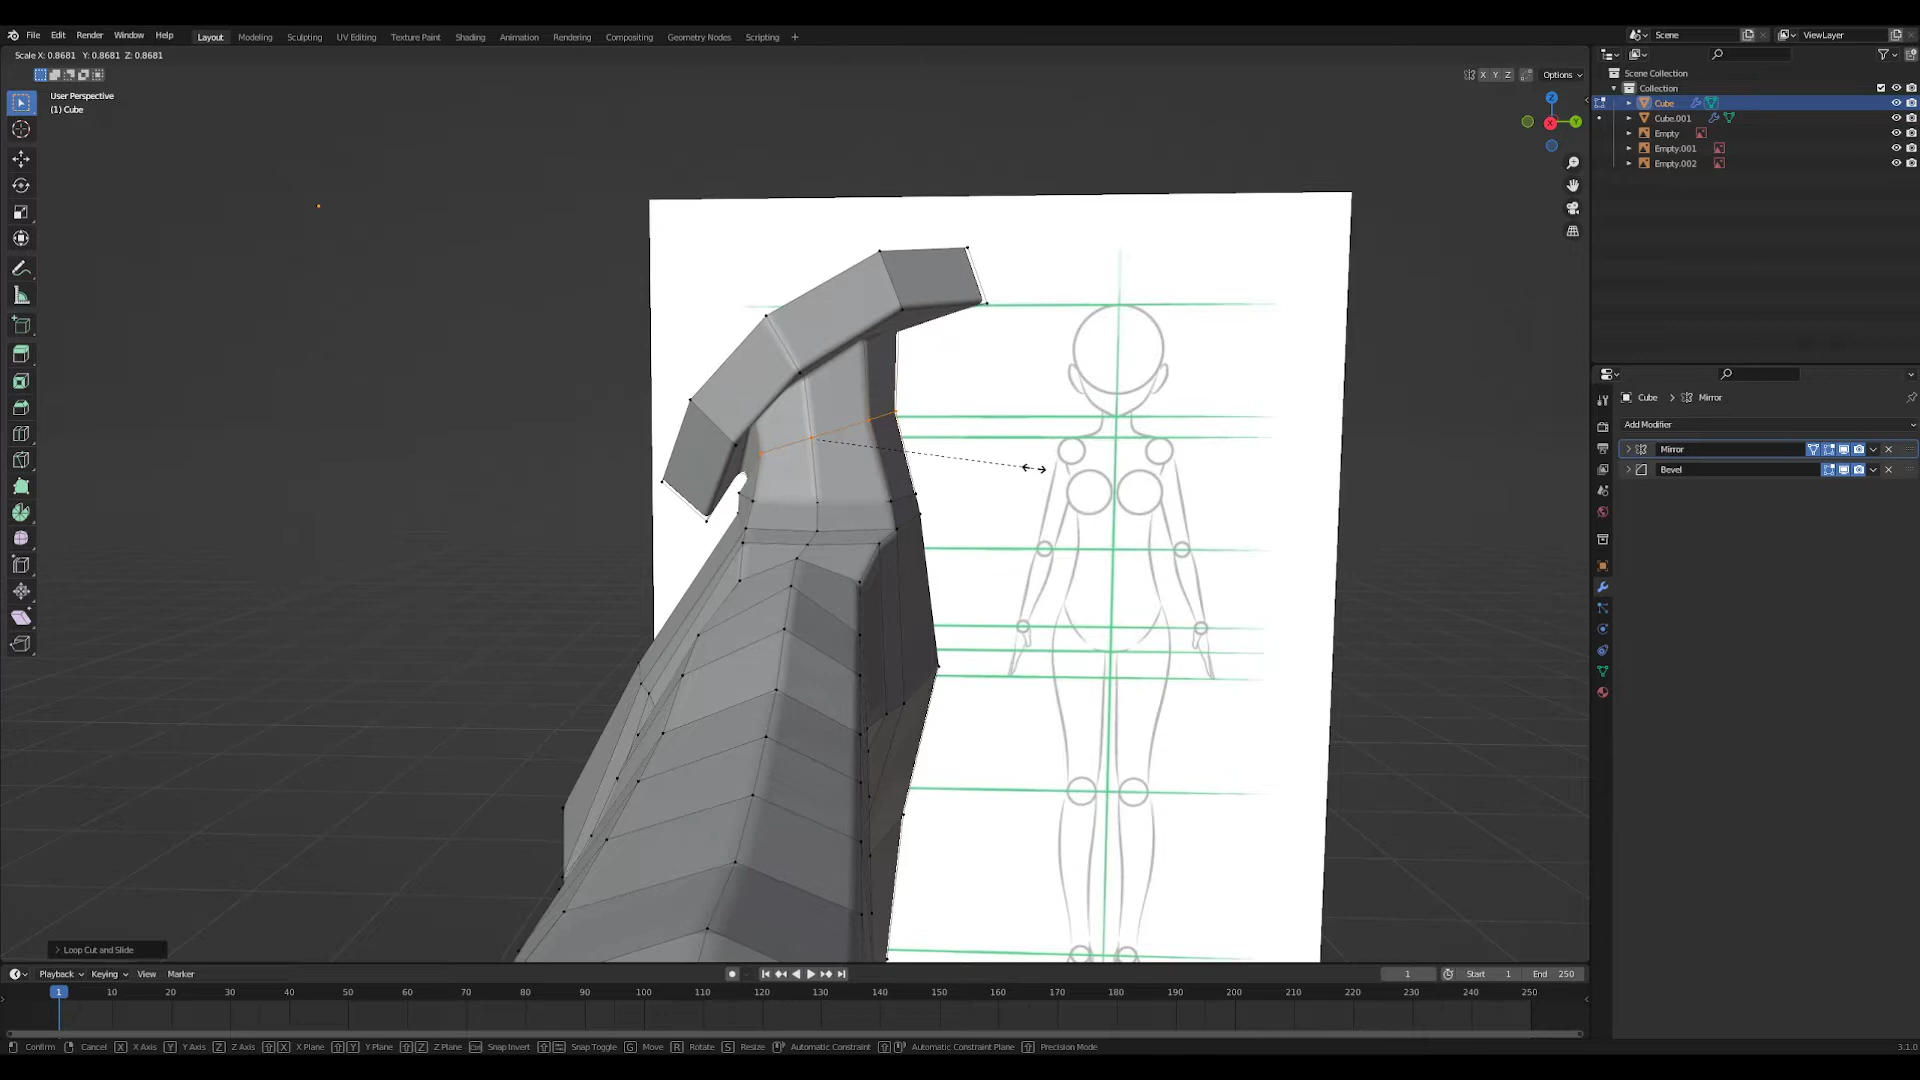 File Edit Render Window Help Layout Modeling Sculpting UV Editing Texture Paint Shading Animation Rendering Compositing Geometry Nodes Scripting + Scene ViewLayer
Scale X: 0.8681 Y: 0.8681 Z: 0.8681
X Y Z Options
User Perspective
(1) Cube
Z
X Y
Scene Collection
Collection
Cube
Cube.001
Empty
Empty.001
Empty.002
Cube > Mirror
Add Modifier
Mirror
Bevel
> Loop Cut and Slide
Playback Keying View Marker 1 Start 1 End 250
1 10 20 30 40 50 60 70 80 90 100 110 120 130 140 150 160 170 180 190 200 210 220 230 240 250
Confirm Cancel X X Axis Y Y Axis Z Z Axis X X Plane Y Y Plane Z Z Plane Snap Invert Snap Toggle G Move R Rotate S Resize Automatic Constraint Automatic Constraint Plane Precision Mode 3.1.0